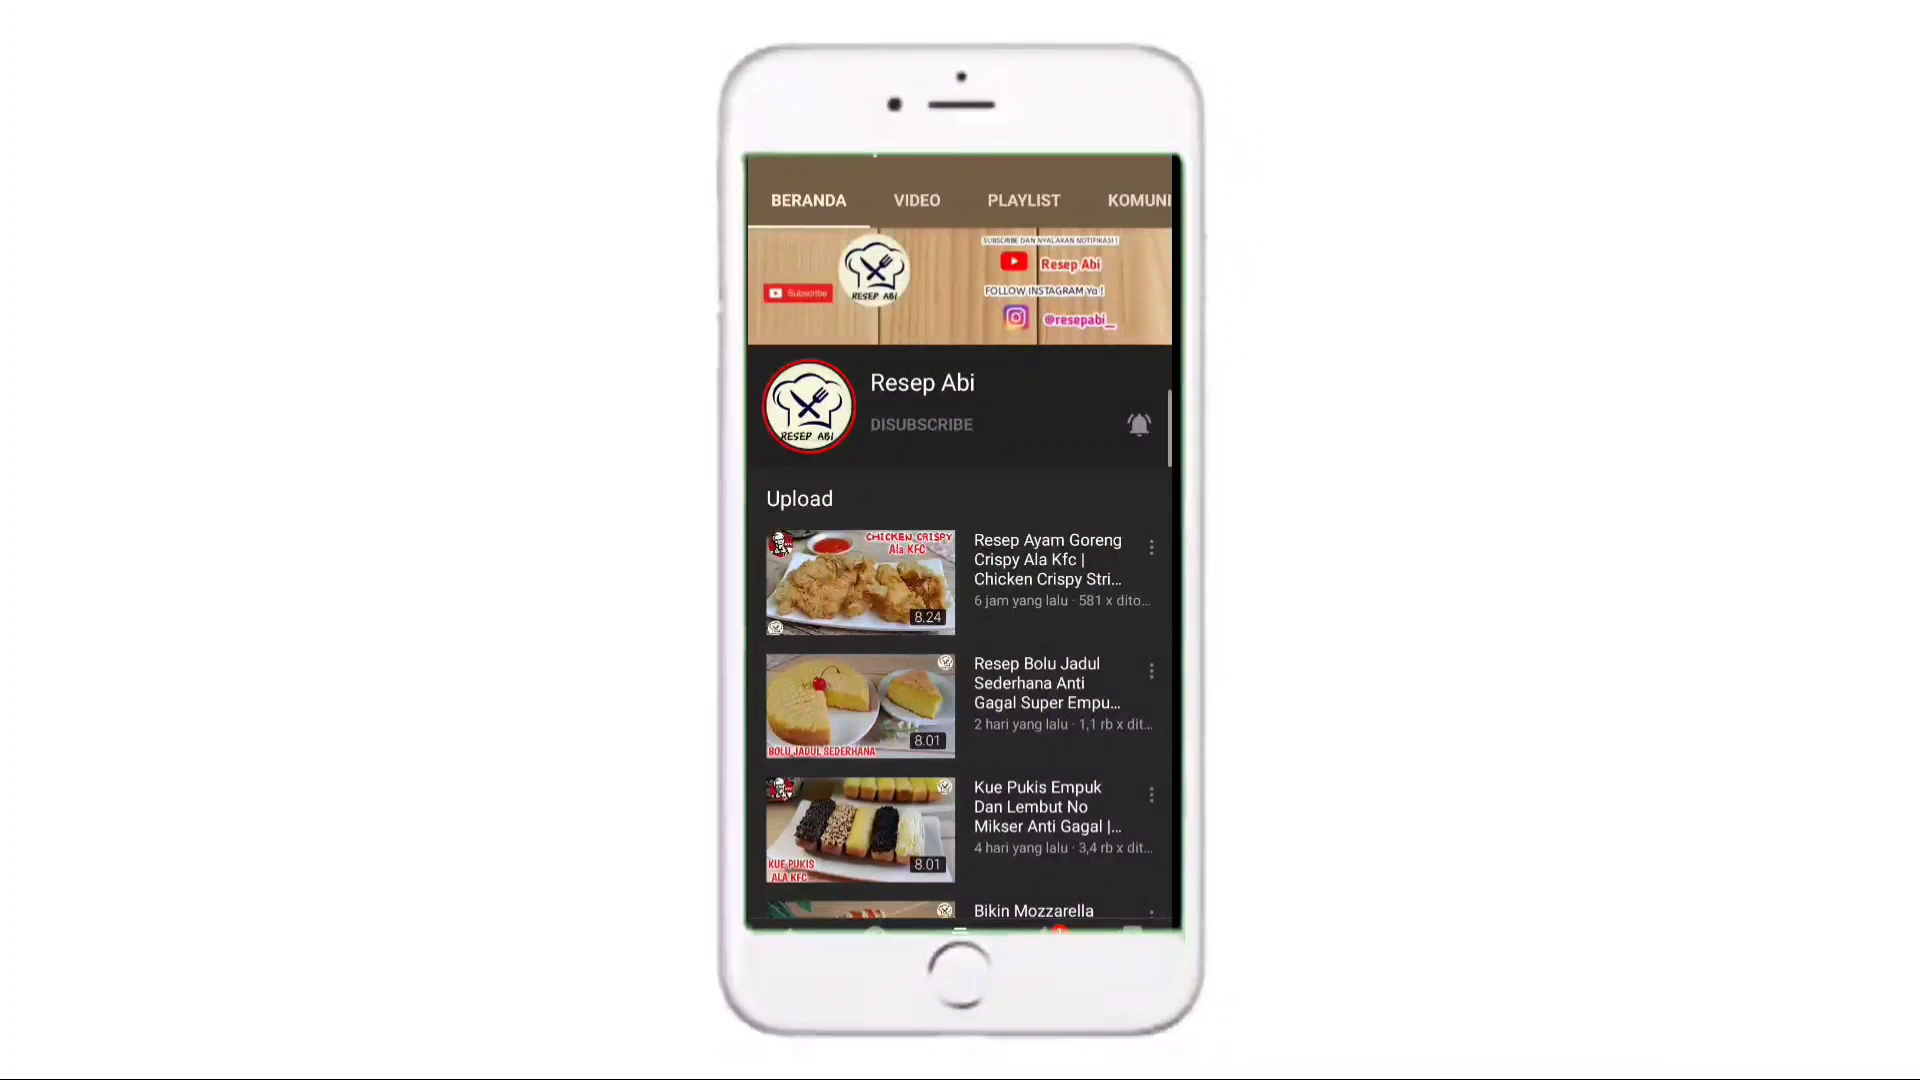 BERANDA VIDEO PLAYLIST KOMUNI
SUBSCRIBE DAN NYALAKAN NOTIFIKASI !
Resep Abi
FOLLOW INSTAGRAM Ya !
@resepabi__
Subscribe
RESEP ABI
RESEP ABI
Resep Abi
DISUBSCRIBE
Upload
CHICKEN CRISPY
Ala KFC
8.24
Resep Ayam Goreng
Crispy Ala Kfc |
Chicken Crispy Stri...
6 jam yang lalu · 581 x dito...
BOLU JADUL SEDERHANA
8.01
Resep Bolu Jadul
Sederhana Anti
Gagal Super Empu...
2 hari yang lalu · 1,1 rb x dit...
KUE PUKIS
ALA KFC
8.01
Kue Pukis Empuk
Dan Lembut No
Mikser Anti Gagal |...
4 hari yang lalu · 3,4 rb x dit...
Bikin Mozzarella